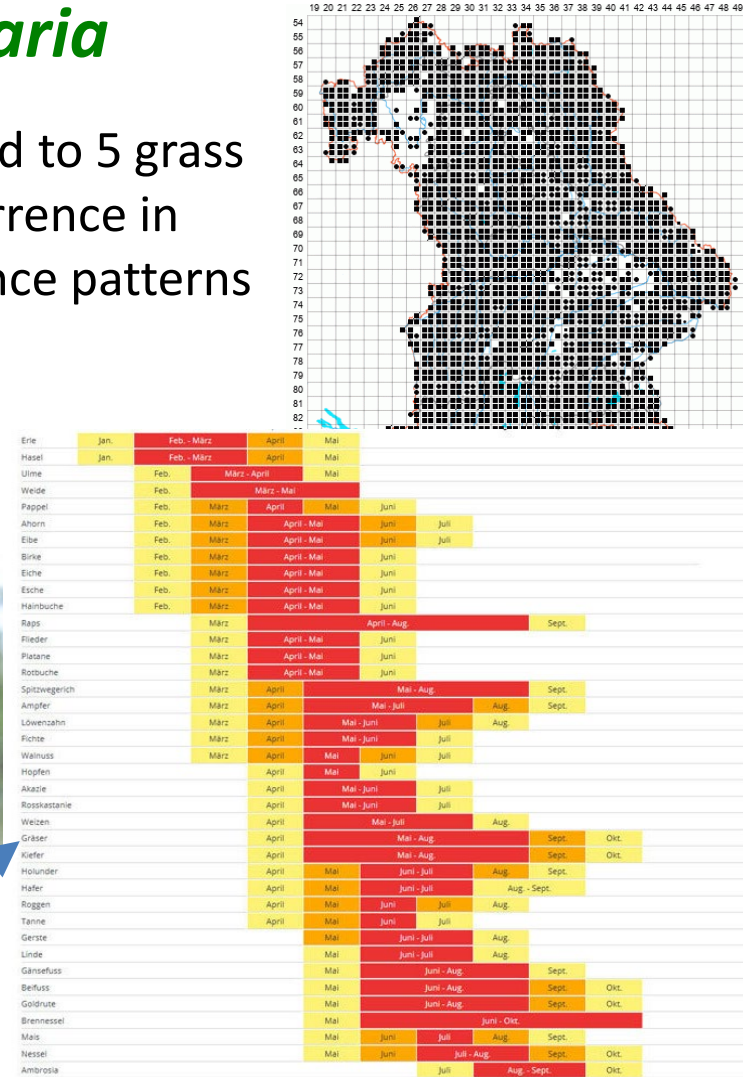 aria
d to 5 grass
rrence in
nce patterns
19 20 21 22 23 24 25 26 27 28 29 30 31 32 33 34 35 36 37 38 39 40 41 42 43 44 45 46 47 48 49
54
55
56
57
58
59
60
61
62
63
64
65
66
67
68
69
70
71
72
73
74
75
76
77
78
79
80
81
82
Erle Jan. Feb. - März April Mai
Hasel Jan. Feb. - März April Mai
Ulme Feb. März - April Mai
Weide Feb. März - Mai
Pappel Feb. März April Mai Juni
Ahorn Feb. März April - Mai Juni Juli
Eibe Feb. März April - Mai Juni Juli
Birke Feb. März April - Mai Juni
Eiche Feb. März April - Mai Juni
Esche Feb. März April - Mai Juni
Hainbuche Feb. März April - Mai Juni
Raps März April - Aug. Sept.
Flieder März April - Mai Juni
Platane März April - Mai Juni
Rotbuche März April - Mai Juni
Spitzwegerich März April Mai - Aug. Sept.
Ampfer März April Mai - Juli Aug. Sept.
Löwenzahn März April Mai - Juni Juli Aug.
Fichte März April Mai - Juni Juli
Walnuss März April Mai Juni Juli
Hopfen April Mai Juni
Akazie April Mai - Juni Juli
Rosskastanie April Mai - Juni Juli
Weizen April Mai - Juli Aug.
Gräser April Mai - Aug. Sept. Okt.
Kiefer April Mai - Aug. Sept. Okt.
Holunder April Mai Juni - Juli Aug. Sept.
Hafer April Mai Juni - Juli Aug. - Sept.
Roggen April Mai Juni Juli Aug.
Tanne April Mai Juni Juli
Gerste Mai Juni - Juli Aug.
Linde Mai Juni - Juli Aug.
Gänsefuss Mai Juni - Aug. Sept.
Beifuss Mai Juni - Aug. Sept. Okt.
Goldrute Mai Juni - Aug. Sept. Okt.
Brennessel Mai Juni - Okt.
Mais Mai Juni Juli Aug. Sept.
Nessel Mai Juni Juli - Aug. Sept. Okt.
Ambrosia Juli Aug. - Sept. Okt.